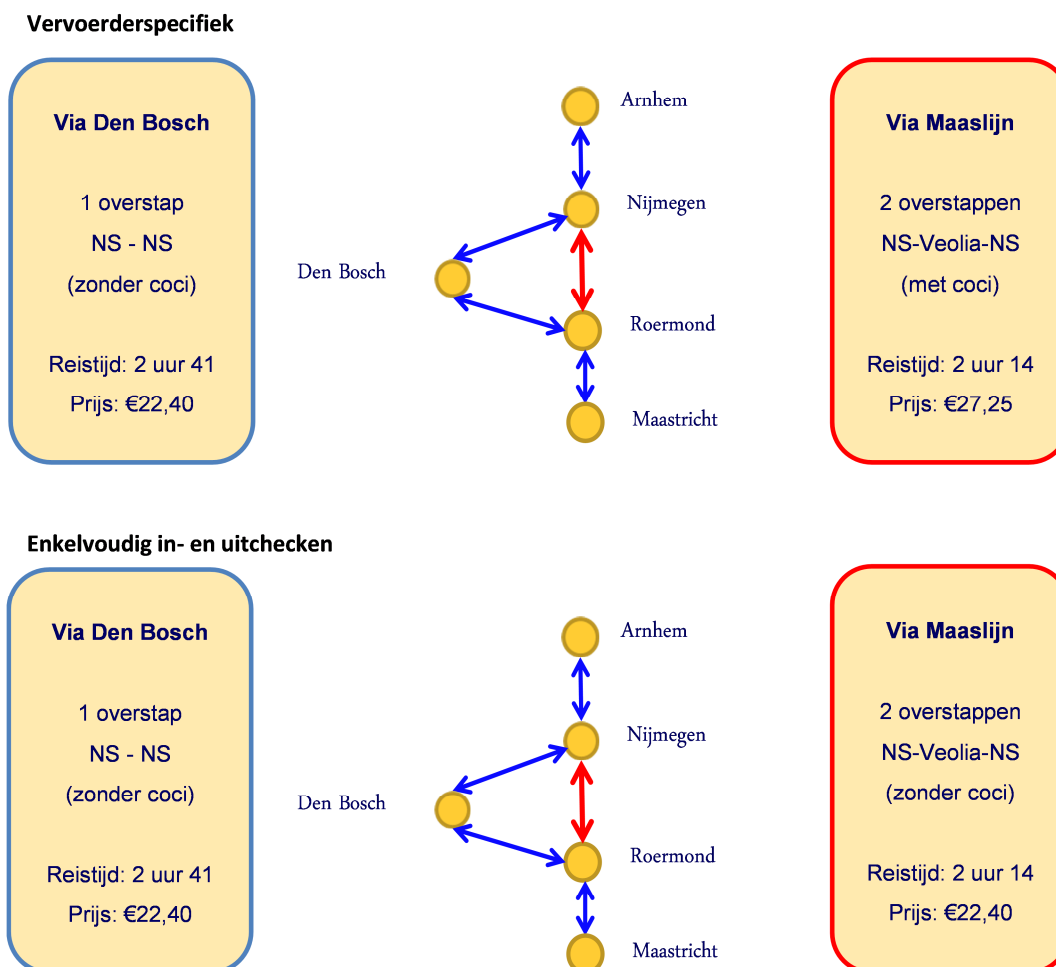 Vervoerderspecifiek
Via Den Bosch
1 overstap
NS - NS
(zonder coci)
Reistijd: 2 uur 41
Prijs: €22,40
Arnhem
Nijmegen
Den Bosch
Roermond
Maastricht
Via Maaslijn
2 overstappen
NS-Veolia-NS
(met coci)
Reistijd: 2 uur 14
Prijs: €27,25
Enkelvoudig in- en uitchecken
Via Den Bosch
1 overstap
NS - NS
(zonder coci)
Reistijd: 2 uur 41
Prijs: €22,40
Arnhem
Nijmegen
Den Bosch
Roermond
Maastricht
Via Maaslijn
2 overstappen
NS-Veolia-NS
(zonder coci)
Reistijd: 2 uur 14
Prijs: €22,40